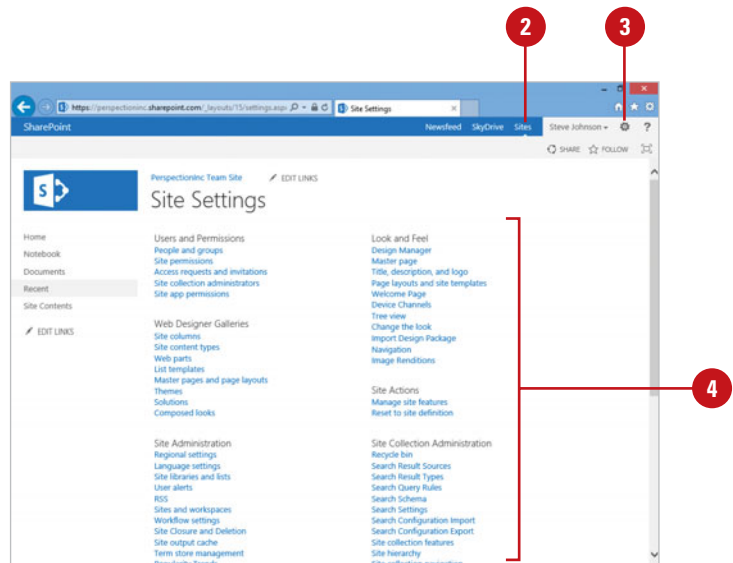 2
3
https://perspectioninc.sharepoint.com/_layouts/15/settings.aspx
Site Settings
SharePoint
Newsfeed SkyDrive Sites Steve Johnson ?
SHARE FOLLOW
S
PerspectionInc Team Site EDIT LINKS
Site Settings
Home
Notebook
Documents
Recent
Site Contents
EDIT LINKS
Users and Permissions
People and groups
Site permissions
Access requests and invitations
Site collection administrators
Site app permissions
Web Designer Galleries
Site columns
Site content types
Web parts
List templates
Master pages and page layouts
Themes
Solutions
Composed looks
Site Administration
Regional settings
Language settings
Site libraries and lists
User alerts
RSS
Sites and workspaces
Workflow settings
Site Closure and Deletion
Site output cache
Term store management
Popularity Trends
Look and Feel
Design Manager
Master page
Title, description, and logo
Page layouts and site templates
Welcome Page
Device Channels
Tree view
Change the look
Import Design Package
Navigation
Image Renditions
Site Actions
Manage site features
Reset to site definition
Site Collection Administration
Recycle bin
Search Result Sources
Search Result Types
Search Query Rules
Search Schema
Search Settings
Search Configuration Import
Search Configuration Export
Site collection features
Site hierarchy
Site collection navigation
4